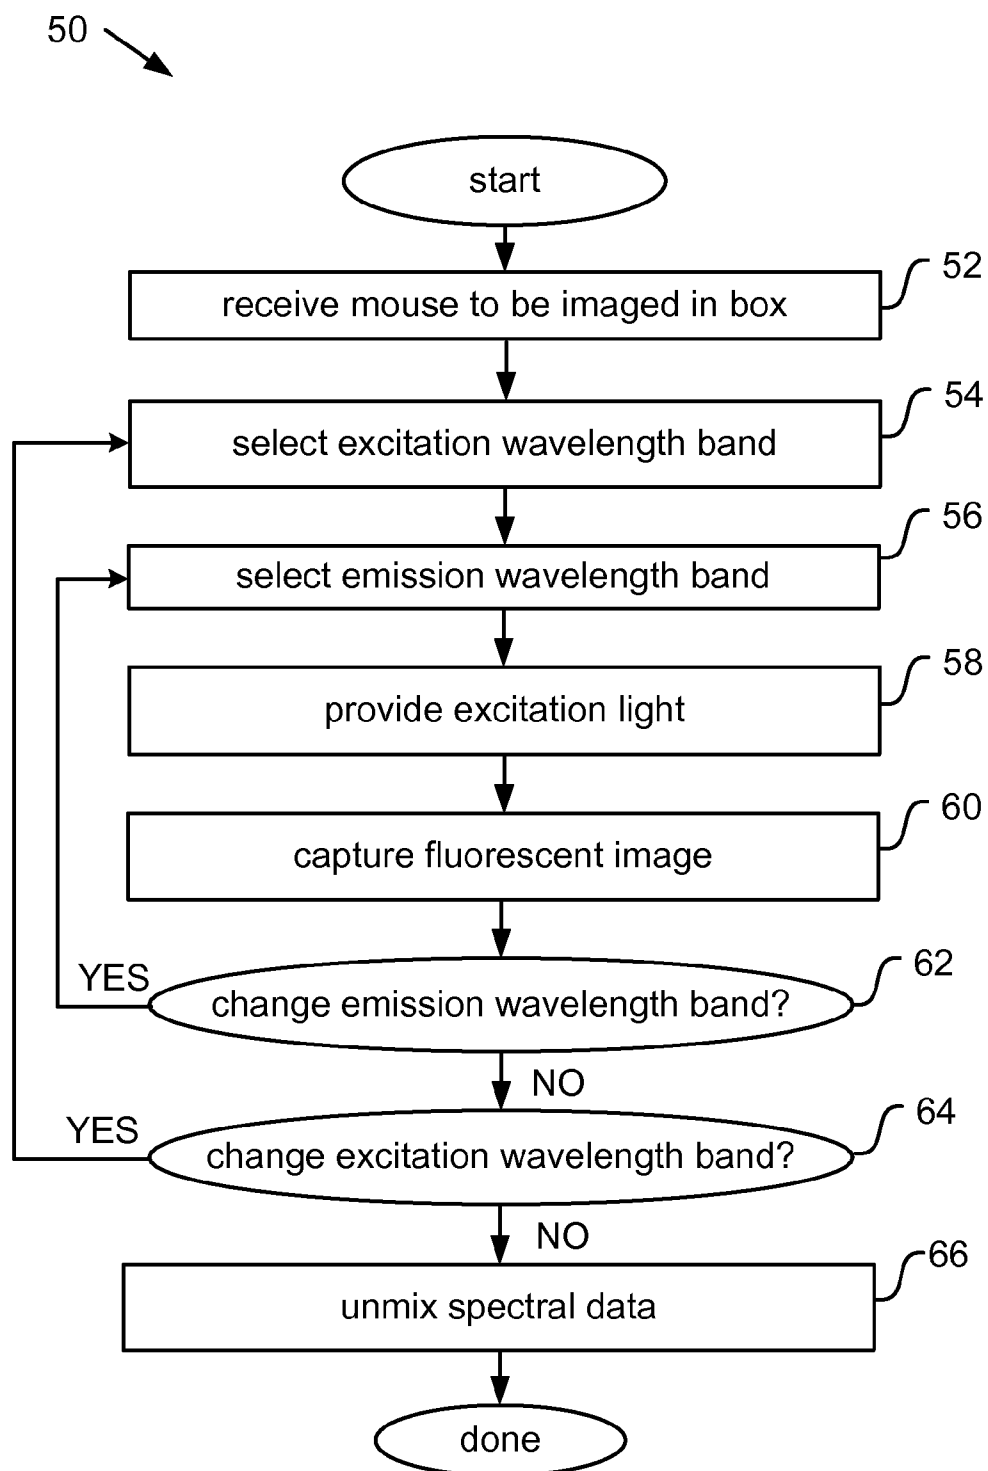 50
start
receive mouse to be imaged in box
52
select excitation wavelength band
54
select emission wavelength band
56
provide excitation light
58
capture fluorescent image
60
change emission wavelength band?
62
YES
NO
change excitation wavelength band?
64
YES
NO
unmix spectral data
66
done